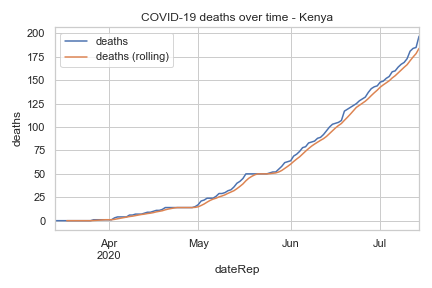 COVID-19 deaths over time - Kenya
deaths
deaths (rolling)
200
175
150
125
100
75
50
25
0
deaths
Apr
2020
May
Jun
Jul
dateRep